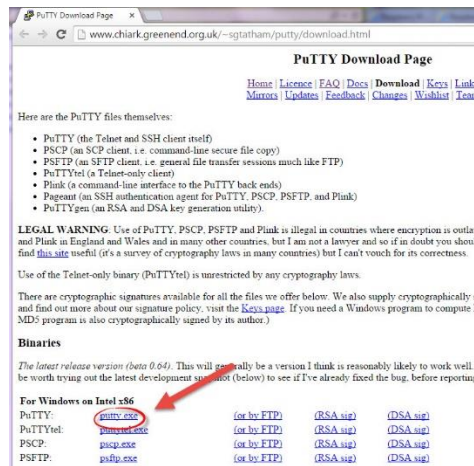 PuTTY Download Page
www.chiark.greenend.org.uk/~sgtatham/putty/download.html
PuTTY Download Page
Home | Licence | FAQ | Docs | Download | Keys | Link
Mirrors | Updates | Feedback | Changes | Wishlist | Tea
Here are the PuTTY files themselves:
• PuTTY (the Telnet and SSH client itself)
• PSCP (an SCP client, i.e. command-line secure file copy)
• PSFTP (an SFTP client, i.e. general file transfer sessions much like FTP)
• PuTTYtel (a Telnet-only client)
• Plink (a command-line interface to the PuTTY back ends)
• Pageant (an SSH authentication agent for PuTTY, PSCP, PSFTP, and Plink)
• PuTTYgen (an RSA and DSA key generation utility).
LEGAL WARNING: Use of PuTTY, PSCP, PSFTP and Plink is illegal in countries where encryption is outla
and Plink in England and Wales and in many other countries, but I am not a lawyer and so if in doubt you shou
find this site useful (it's a survey of cryptography laws in many countries) but I can't vouch for its correctness.
Use of the Telnet-only binary (PuTTYtel) is unrestricted by any cryptography laws.
There are cryptographic signatures available for all the files we offer below. We also supply cryptographically
and find out more about our signature policy, visit the Keys page. If you need a Windows program to compute
MD5 program is also cryptographically signed by its author.)
Binaries
The latest release version (beta 0.64). This will generally be a version I think is reasonably likely to work well.
be worth trying out the latest development snapshot (below) to see if I've already fixed the bug, before reporting
For Windows on Intel x86
PuTTY: putty.exe (or by FTP) (RSA sig) (DSA sig)
PuTTYtel: puttytel.exe (or by FTP) (RSA sig) (DSA sig)
PSCP: pscp.exe (or by FTP) (RSA sig) (DSA sig)
PSFTP: psftp.exe (or by FTP) (RSA sig) (DSA sig)